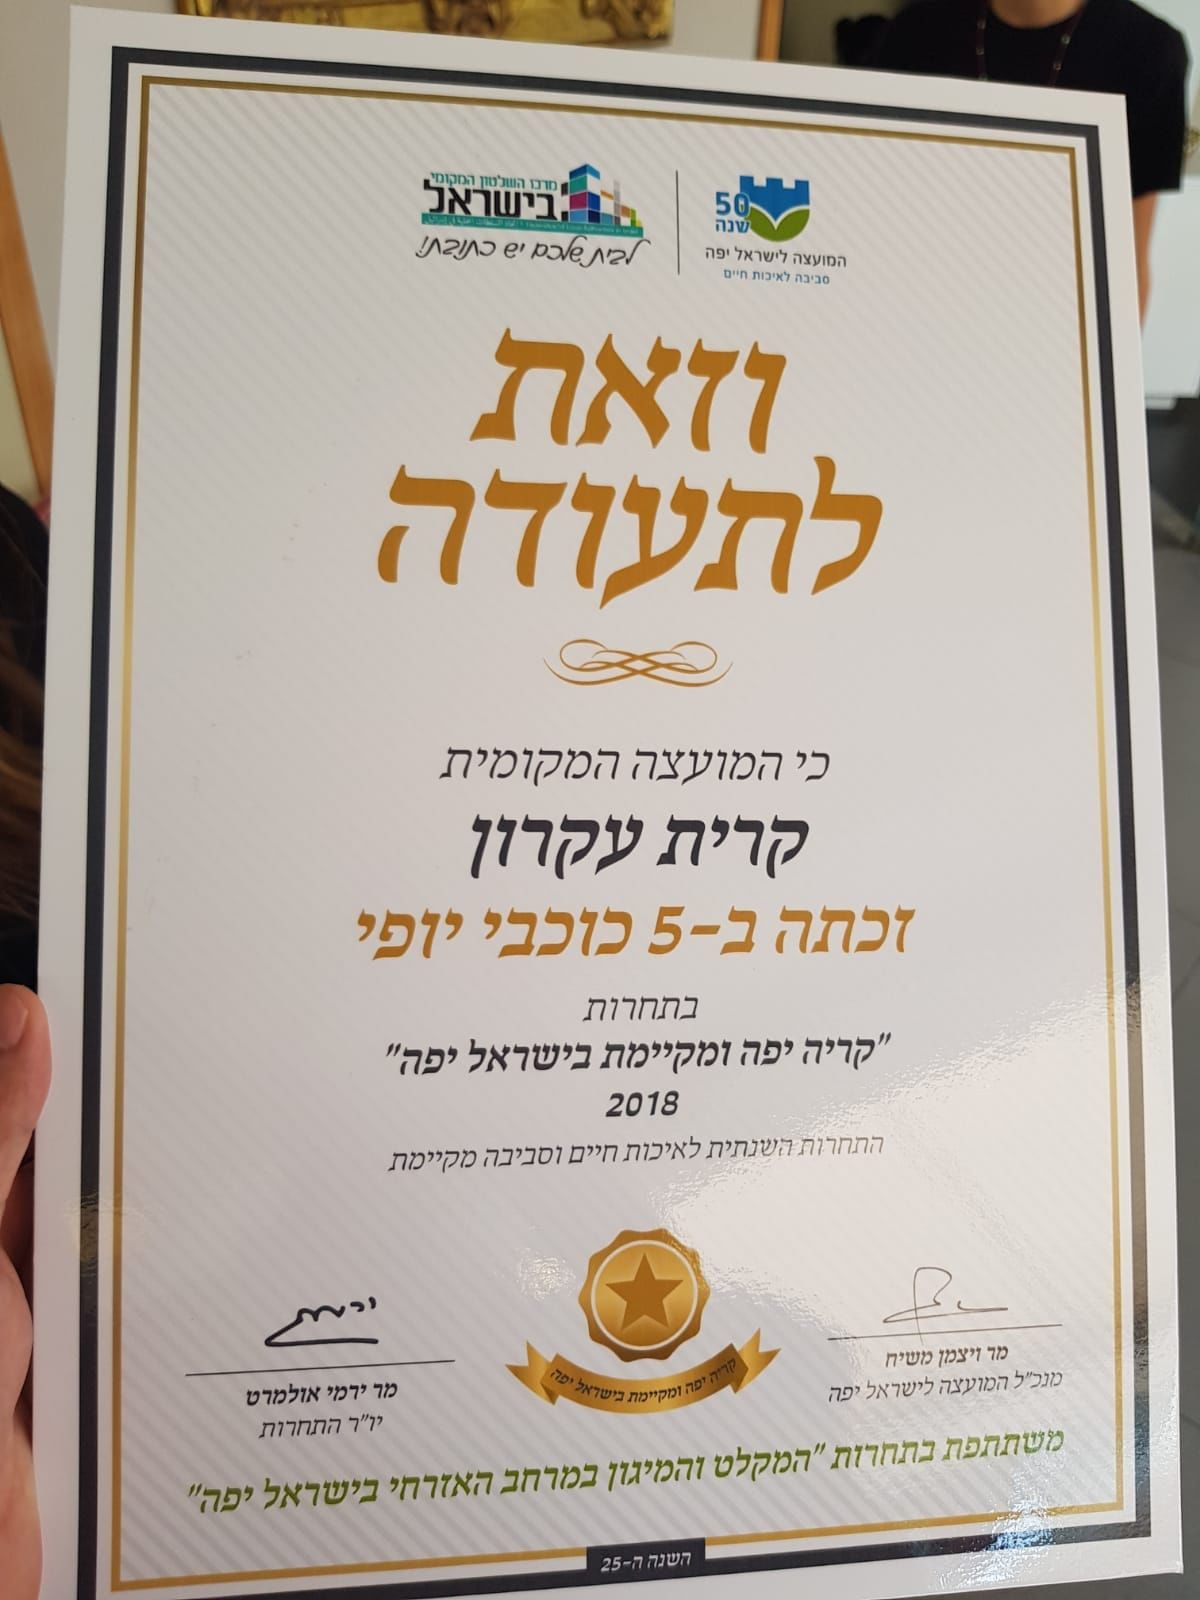 מרכז השלטון המקומי
בישראל
לבית שלכם יש כתובת!
50
שנה
המועצה לישראל יפה
סביבה לאיכות חיים
וזאת
לתעודה
כי המועצה המקומית
קרית עקרון
זכתה ב-5 כוכבי יופי
בתחרות
"קריה יפה ומקיימת בישראל יפה"
2018
התחרות השנתית לאיכות חיים וסביבה מקיימת
מר ויצמן משיח
מנכ"ל המועצה לישראל יפה
קריה יפה ומקיימת בישראל יפה
מר ירמי אולמרט
יו"ר התחרות
משתתפת בתחרות "המקלט והמיגון במרחב האזרחי בישראל יפה"
השנה ה-25